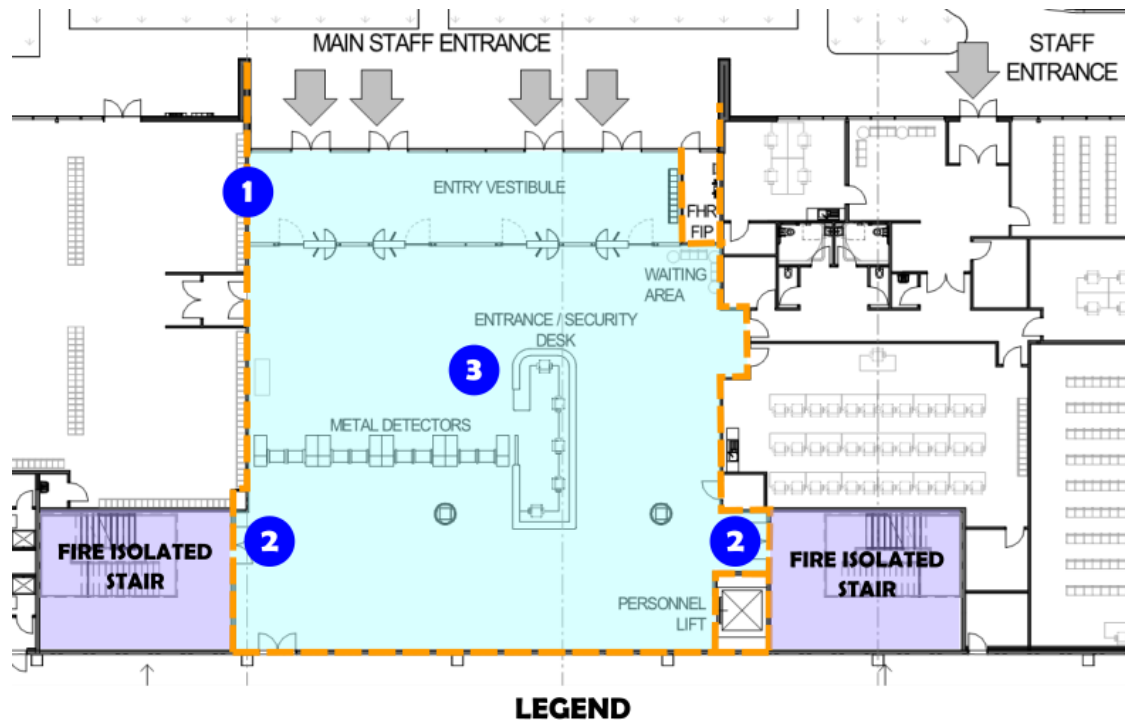 MAIN STAFF ENTRANCE
STAFF
ENTRANCE
1
ENTRY VESTIBULE
FHR
FIP
WAITING
AREA
ENTRANCE / SECURITY
DESK
3
METAL DETECTORS
2
2
FIRE ISOLATED
STAIR
FIRE ISOLATED
STAIR
PERSONNEL
LIFT
LEGEND